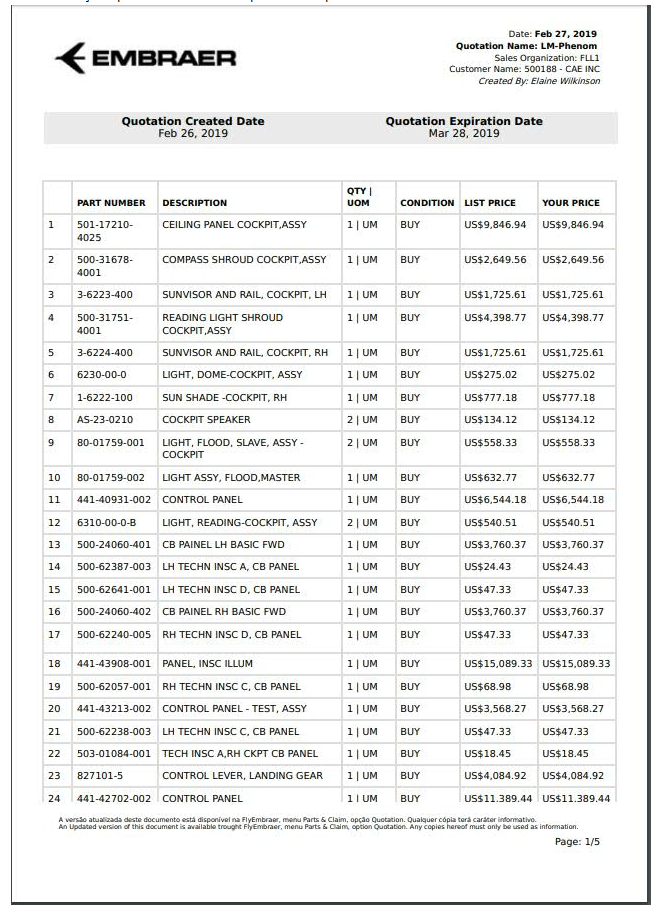 Date: Feb 27, 2019
Quotation Name: LM-Phenom
Sales Organization: FLL1
Customer Name: 500188 - CAE INC
Created By: Elaine Wilkinson
EMBRAER
Quotation Created Date Quotation Expiration Date
Feb 26, 2019 Mar 28, 2019
QTY |
PART NUMBER DESCRIPTION UOM CONDITION LIST PRICE YOUR PRICE
1 501-17210- CEILING PANEL COCKPIT,ASSY 1 | UM BUY US$9,846.94 US$9,846.94
4025
2 500-31678- COMPASS SHROUD COCKPIT,ASSY 1 | UM BUY US$2,649.56 US$2,649.56
4001
3 3-6223-400 SUNVISOR AND RAIL, COCKPIT, LH 1 | UM BUY US$1,725.61 US$1,725.61
4 500-31751- READING LIGHT SHROUD 1 | UM BUY US$4,398.77 US$4,398.77
4001 COCKPIT,ASSY
5 3-6224-400 SUNVISOR AND RAIL, COCKPIT, RH 1 | UM BUY US$1,725.61 US$1,725.61
6 6230-00-0 LIGHT, DOME-COCKPIT, ASSY 1 | UM BUY US$275.02 US$275.02
7 1-6222-100 SUN SHADE -COCKPIT, RH 1 | UM BUY US$777.18 US$777.18
8 AS-23-0210 COCKPIT SPEAKER 2 | UM BUY US$134.12 US$134.12
9 80-01759-001 LIGHT, FLOOD, SLAVE, ASSY - 2 | UM BUY US$558.33 US$558.33
COCKPIT
10 80-01759-002 LIGHT ASSY, FLOOD,MASTER 1 | UM BUY US$632.77 US$632.77
11 441-40931-002 CONTROL PANEL 1 | UM BUY US$6,544.18 US$6,544.18
12 6310-00-0-B LIGHT, READING-COCKPIT, ASSY 2 | UM BUY US$540.51 US$540.51
13 500-24060-401 CB PAINEL LH BASIC FWD 1 | UM BUY US$3,760.37 US$3,760.37
14 500-62387-003 LH TECHN INSC A, CB PANEL 1 | UM BUY US$24.43 US$24.43
15 500-62641-001 LH TECHN INSC D, CB PANEL 1 | UM BUY US$47.33 US$47.33
16 500-24060-402 CB PAINEL RH BASIC FWD 1 | UM BUY US$3,760.37 US$3,760.37
17 500-62240-005 RH TECHN INSC D, CB PANEL 1 | UM BUY US$47.33 US$47.33
18 441-43908-001 PANEL, INSC ILLUM 1 | UM BUY US$15,089.33 US$15,089.33
19 500-62057-001 RH TECHN INSC C, CB PANEL 1 | UM BUY US$68.98 US$68.98
20 441-43213-002 CONTROL PANEL - TEST, ASSY 1 | UM BUY US$3,568.27 US$3,568.27
21 500-62238-003 LH TECHN INSC C, CB PANEL 1 | UM BUY US$47.33 US$47.33
22 503-01084-001 TECH INSC A,RH CKPT CB PANEL 1 | UM BUY US$18.45 US$18.45
23 827101-5 CONTROL LEVER, LANDING GEAR 1 | UM BUY US$4,084.92 US$4,084.92
24 441-42702-002 CONTROL PANEL 1 | UM BUY US$11,389.44 US$11,389.44
A versão atualizada deste documento está disponível na FlyEmbraer, menu Parts & Claim, opção Quotation. Qualquer cópia terá caráter informativo.
An Updated version of this document is available trought FlyEmbraer, menu Parts & Claim, option Quotation. Any copies hereof must only be used as information.
Page: 1/5